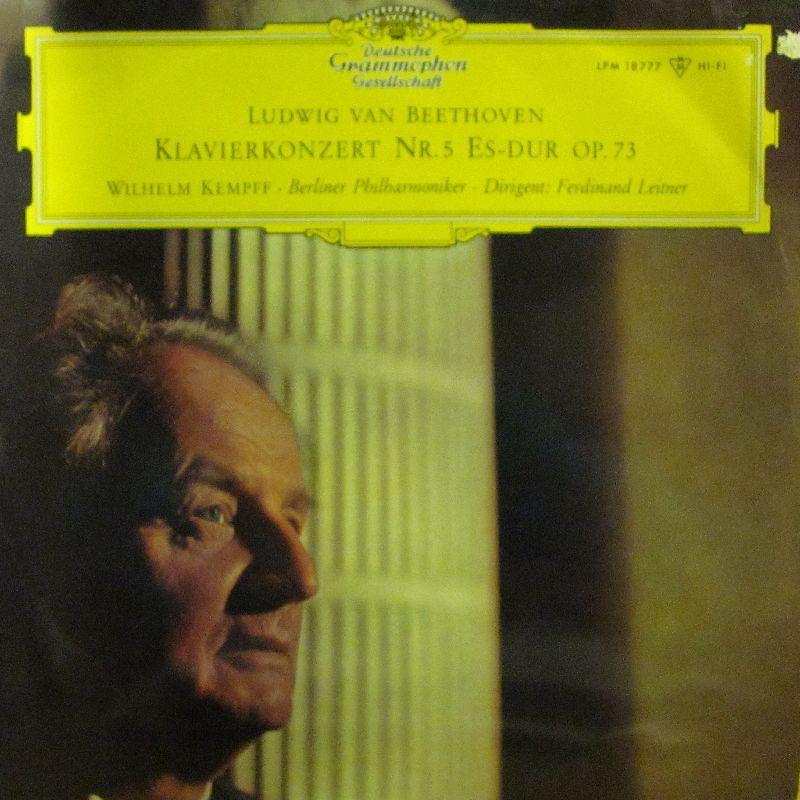 Deutsche
Grammophon
Gesellschaft
LPM 18777 HI-FI
LUDWIG VAN BEETHOVEN
KLAVIERKONZERT NR. 5 ES-DUR OP. 73
WILHELM KEMPFF · Berliner Philharmoniker · Dirigent: Ferdinand Leitner